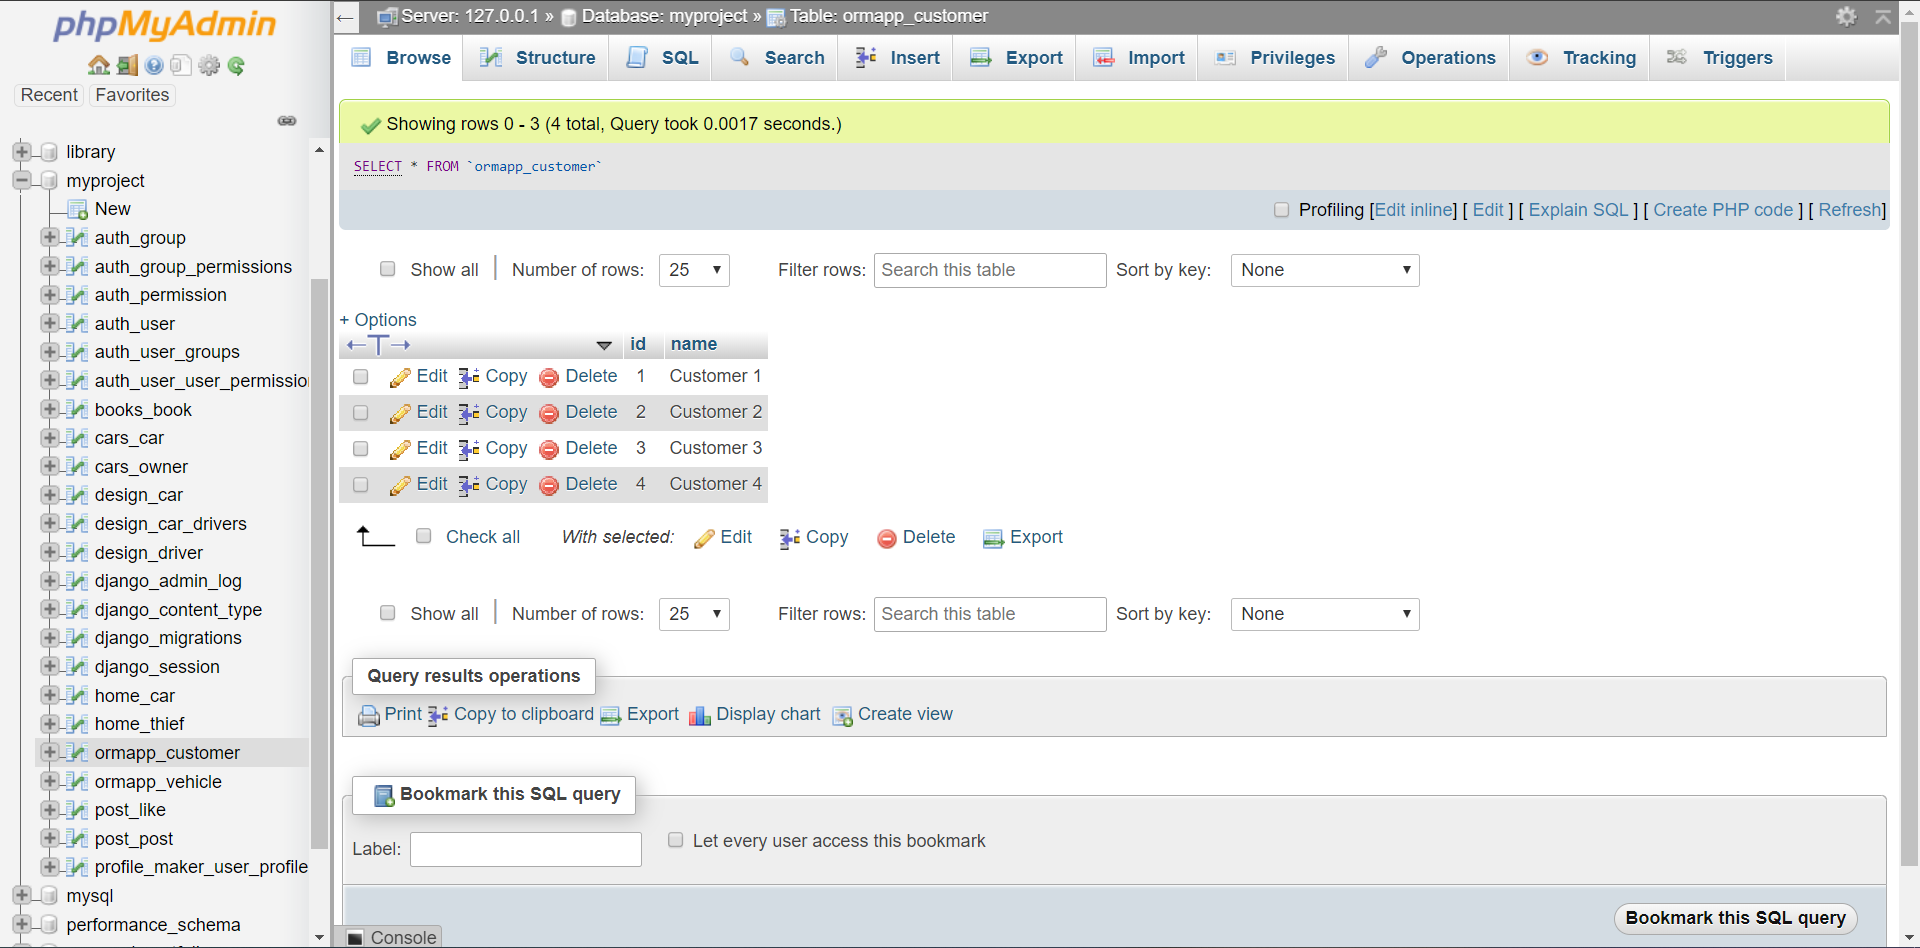 phpMyAdmin
Recent Favorites
library
myproject
New
auth_group
auth_group_permissions
auth_permission
auth_user
auth_user_groups
auth_user_user_permissio
books_book
cars_car
cars_owner
design_car
design_car_drivers
design_driver
django_admin_log
django_content_type
django_migrations
django_session
home_car
home_thief
ormapp_customer
ormapp_vehicle
post_like
post_post
profile_maker_user_profile
mysql
performance_schema
Server: 127.0.0.1 » Database: myproject » Table: ormapp_customer
Browse Structure SQL Search Insert Export Import Privileges Operations Tracking Triggers
Showing rows 0 - 3 (4 total, Query took 0.0017 seconds.)
SELECT * FROM `ormapp_customer`
Profiling [Edit inline] [ Edit ] [ Explain SQL ] [ Create PHP code ] [ Refresh]
Show all | Number of rows: 25 Filter rows: Search this table Sort by key: None
+ Options
←T→ id name
Edit Copy Delete 1 Customer 1
Edit Copy Delete 2 Customer 2
Edit Copy Delete 3 Customer 3
Edit Copy Delete 4 Customer 4
Check all With selected: Edit Copy Delete Export
Show all | Number of rows: 25 Filter rows: Search this table Sort by key: None
Query results operations
Print Copy to clipboard Export Display chart Create view
Bookmark this SQL query
Label: Let every user access this bookmark
Bookmark this SQL query
Console